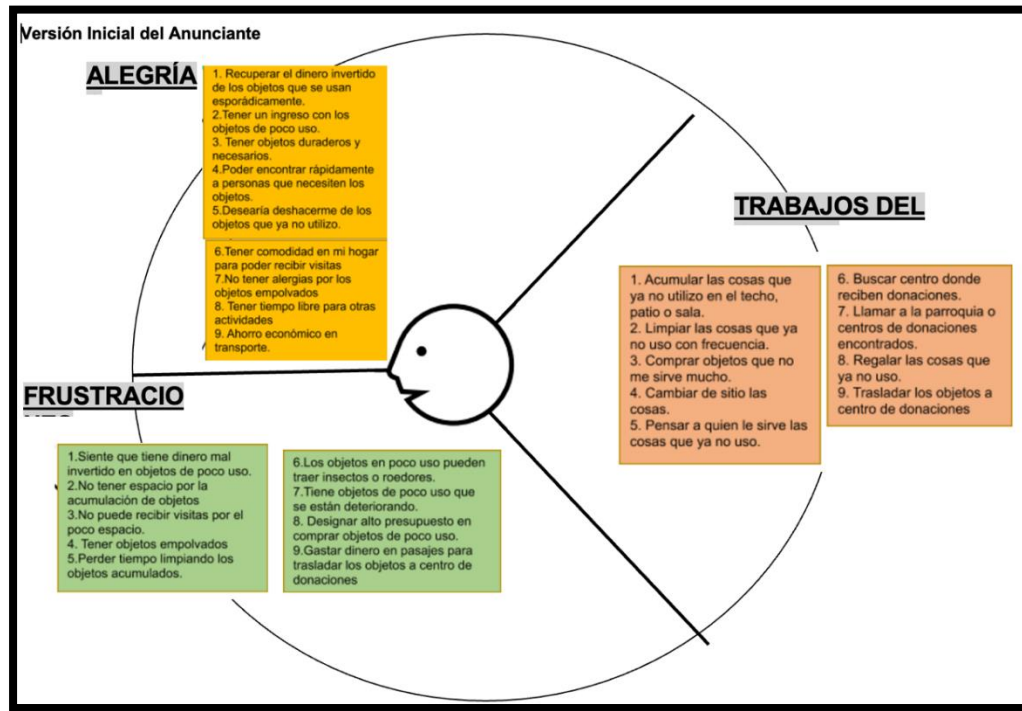 Versión Inicial del Anunciante
ALEGRÍA
1. Recuperar el dinero invertido
de los objetos que se usan
esporádicamente.
2.Tener un ingreso con los
objetos de poco uso.
3. Tener objetos duraderos y
necesarios.
4.Poder encontrar rápidamente
a personas que necesiten los
objetos.
5.Desearía deshacerme de los
objetos que ya no utilizo.
6.Tener comodidad en mi hogar
para poder recibir visitas
7.No tener alergias por los
objetos empolvados
8. Tener tiempo libre para otras
actividades
9. Ahorro económico en
transporte.
TRABAJOS DEL
1. Acumular las cosas que
ya no utilizo en el techo,
patio o sala.
2. Limpiar las cosas que ya
no uso con frecuencia.
3. Comprar objetos que no
me sirve mucho.
4. Cambiar de sitio las
cosas.
5. Pensar a quien le sirve las
cosas que ya no uso.
6. Buscar centro donde
reciben donaciones.
7. Llamar a la parroquia o
centros de donaciones
encontrados.
8. Regalar las cosas que
ya no uso.
9. Trasladar los objetos a
centro de donaciones
FRUSTRACIO
1.Siente que tiene dinero mal
invertido en objetos de poco uso.
2.No tener espacio por la
acumulación de objetos
3.No puede recibir visitas por el
poco espacio.
4. Tener objetos empolvados
5.Perder tiempo limpiando los
objetos acumulados.
6.Los objetos en poco uso pueden
traer insectos o roedores.
7.Tiene objetos de poco uso que
se están deteriorando.
8. Designar alto presupuesto en
comprar objetos de poco uso.
9.Gastar dinero en pasajes para
trasladar los objetos a centro de
donaciones